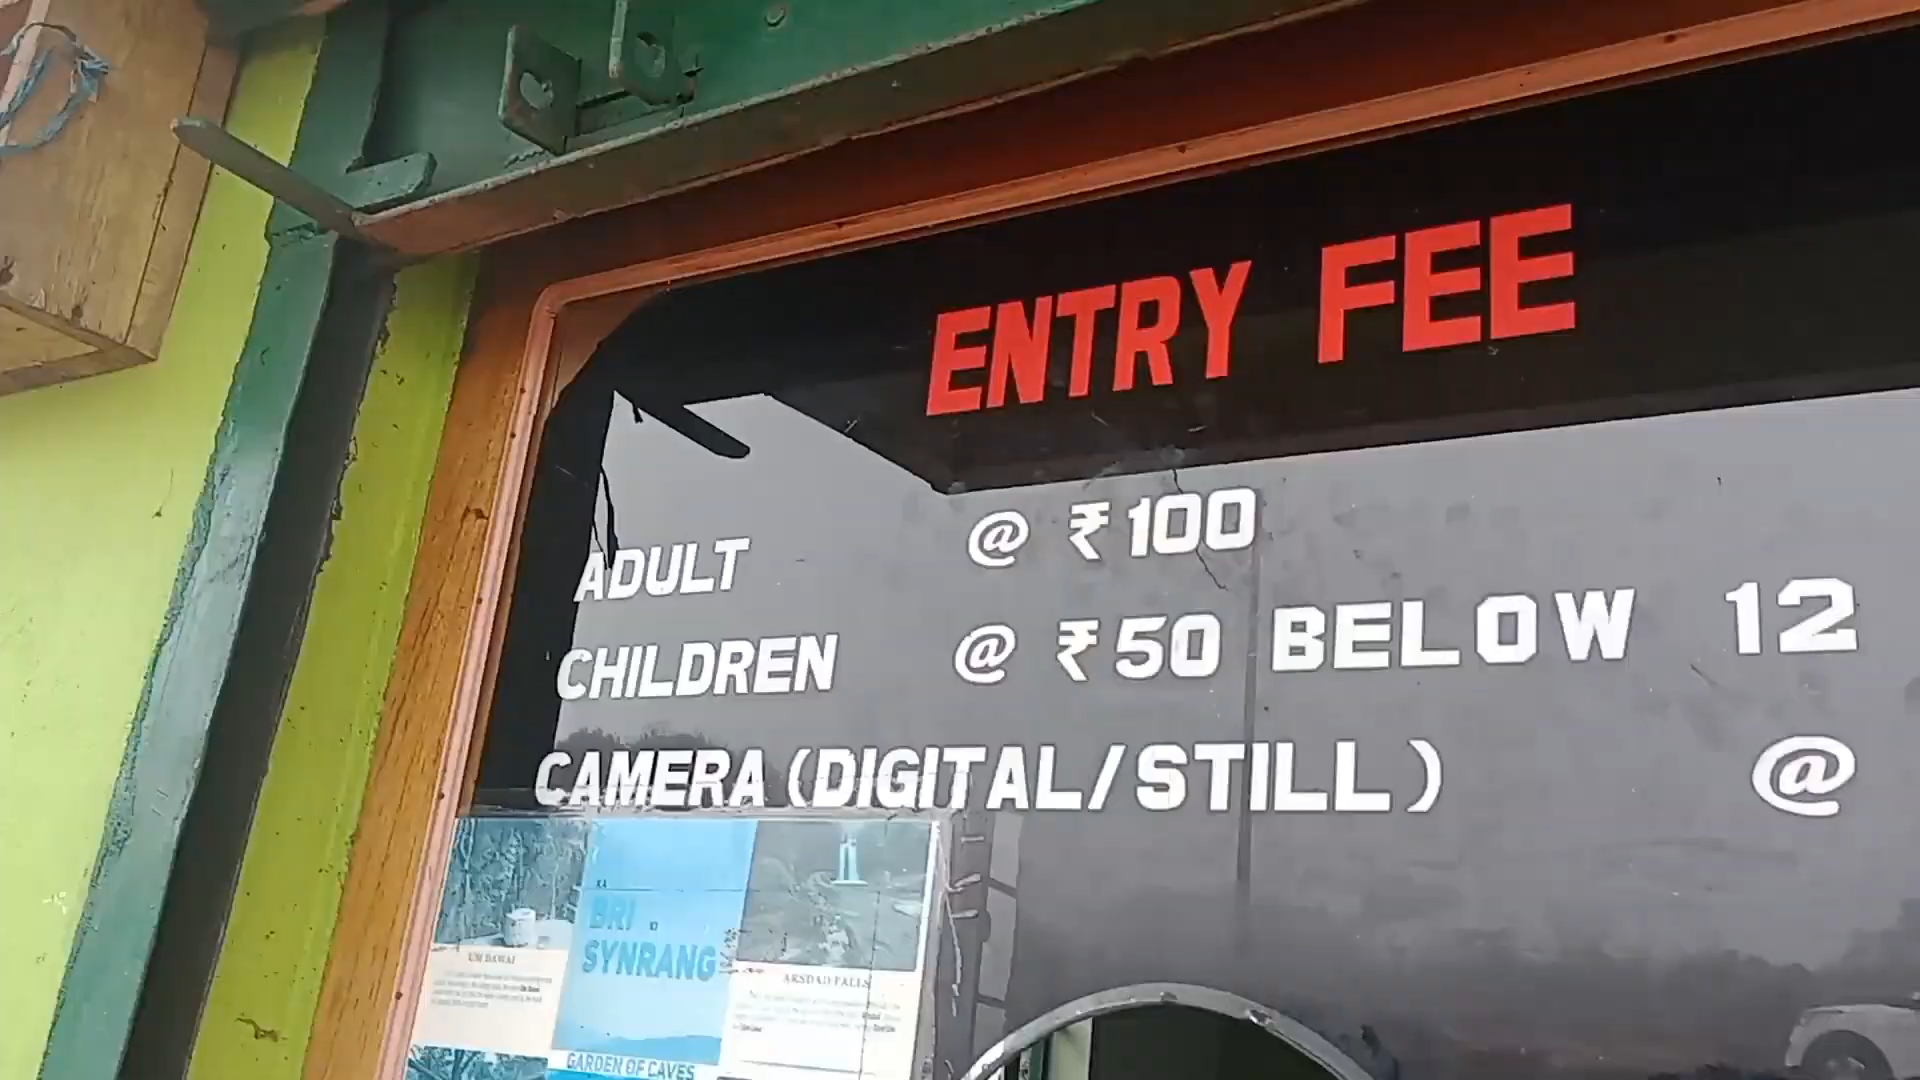 ENTRY FEE
ADULT @ ₹100
CHILDREN @ ₹50 BELOW 12
CAMERA (DIGITAL/STILL) @
KA
BRI
SYNRANG
UM DAWAI
ARSDAD FALLS
GARDEN OF CAVES